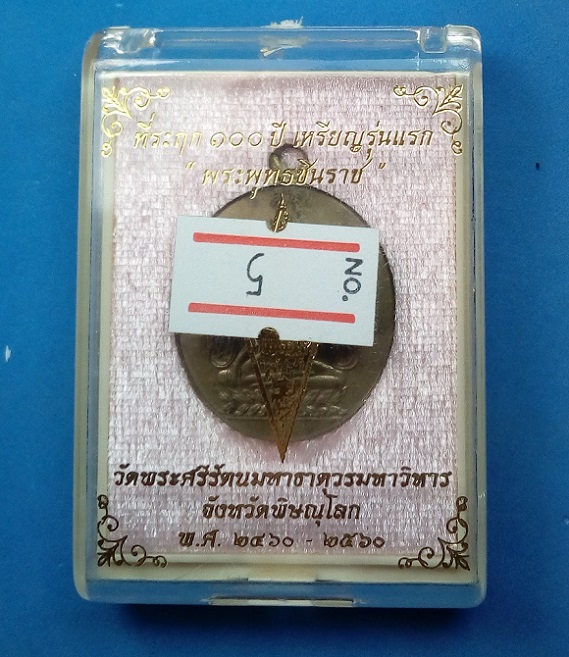 ที่ระฤก ๑๐๐ ปี เหรียญรุ่นแรก
"พระพุทธชินราช"
NO.
5
วัดพระศรีรัตนมหาธาตุวรมหาวิหาร
จังหวัดพิษณุโลก
พ.ศ. ๒๔๖๐ - ๒๕๖๐